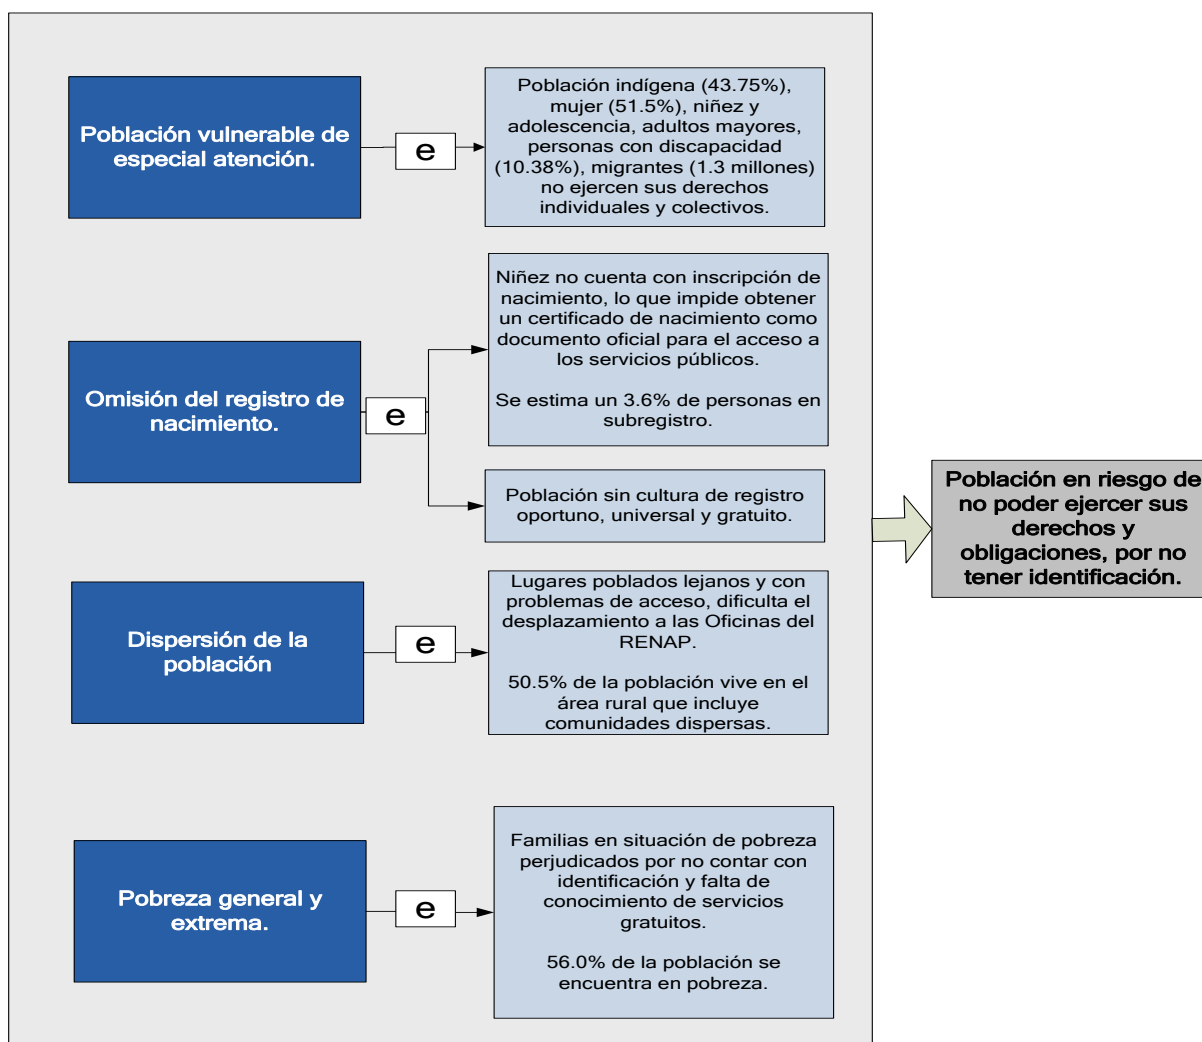 Población vulnerable de
especial atención.
e
Población indígena (43.75%),
mujer (51.5%), niñez y
adolescencia, adultos mayores,
personas con discapacidad
(10.38%), migrantes (1.3 millones)
no ejercen sus derechos
individuales y colectivos.
Omisión del registro de
nacimiento.
e
Niñez no cuenta con inscripción de
nacimiento, lo que impide obtener
un certificado de nacimiento como
documento oficial para el acceso a
los servicios públicos.
Se estima un 3.6% de personas en
subregistro.
Población sin cultura de registro
oportuno, universal y gratuito.
Dispersión de la
población
e
Lugares poblados lejanos y con
problemas de acceso, dificulta el
desplazamiento a las Oficinas del
RENAP.
50.5% de la población vive en el
área rural que incluye
comunidades dispersas.
Pobreza general y
extrema.
e
Familias en situación de pobreza
perjudicados por no contar con
identificación y falta de
conocimiento de servicios
gratuitos.
56.0% de la población se
encuentra en pobreza.
Población en riesgo de
no poder ejercer sus
derechos y
obligaciones, por no
tener identificación.